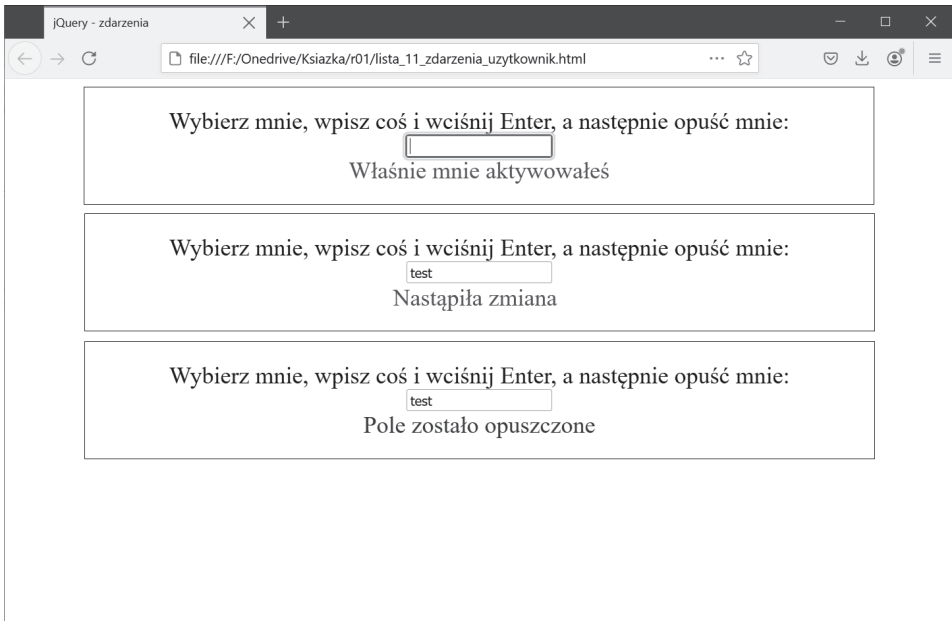 jQuery - zdarzenia
file:///F:/Onedrive/Ksiazka/r01/lista_11_zdarzenia_uzytkownik.html
Wybierz mnie, wpisz coś i wciśnij Enter, a następnie opuść mnie:
Właśnie mnie aktywowałeś
Wybierz mnie, wpisz coś i wciśnij Enter, a następnie opuść mnie:
test
Nastąpiła zmiana
Wybierz mnie, wpisz coś i wciśnij Enter, a następnie opuść mnie:
test
Pole zostało opuszczone